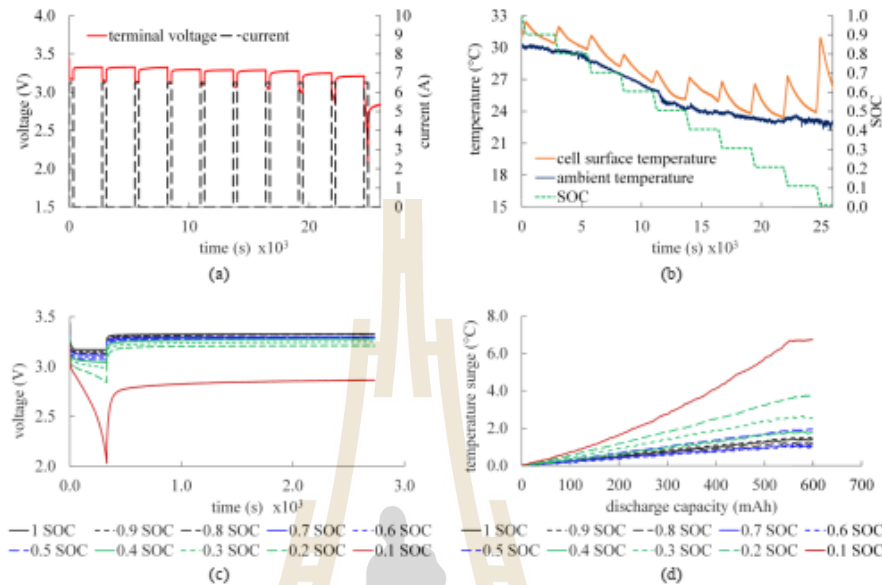 terminal voltage
current
voltage (V)
4.0
3.5
3.0
2.5
2.0
1.5
current (A)
10
9
8
7
6
5
4
3
2
1
0
0
10
20
time (s) x10³
(a)
temperature (°C)
33
30
27
24
21
18
15
SOC
1.0
0.9
0.8
0.7
0.6
0.5
0.4
0.3
0.2
0.1
0.0
cell surface temperature
ambient temperature
SOC
0
5
10
15
20
25
time (s) x10³
(b)
voltage (V)
3.5
3.0
2.5
2.0
0.0
1.0
2.0
3.0
time (s) x10³
1 SOC 0.9 SOC 0.8 SOC 0.7 SOC 0.6 SOC
0.5 SOC 0.4 SOC 0.3 SOC 0.2 SOC 0.1 SOC
(c)
temperature surge (°C)
8.0
6.0
4.0
2.0
0.0
0
100
200
300
400
500
600
700
discharge capacity (mAh)
1 SOC 0.9 SOC 0.8 SOC 0.7 SOC 0.6 SOC
0.5 SOC 0.4 SOC 0.3 SOC 0.2 SOC 0.1 SOC
(d)